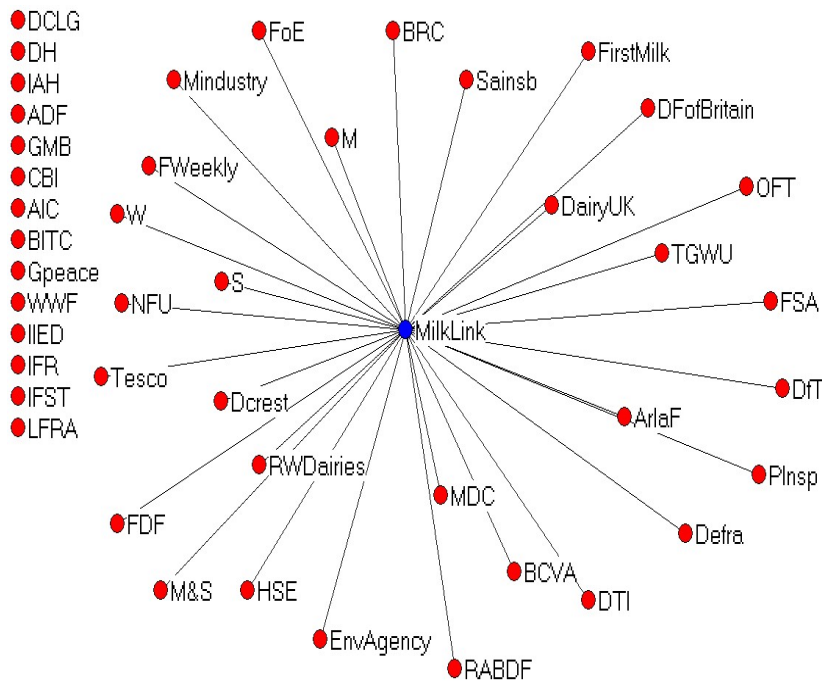 DCLG
DH
IAH
ADF
GMB
CBI
AIC
BITC
Gpeace
WWF
IIED
IFR
IFST
LFRA
FoE
BRC
FirstMilk
Mindustry
Sainsb
DFofBritain
M
FWeekly
OFT
W
DairyUK
TGWU
S
NFU
FSA
MilkLink
Tesco
DfT
Dcrest
ArlaF
RWDairies
PInsp
MDC
FDF
Defra
BCVA
M&S
HSE
DTI
EnvAgency
RABDF